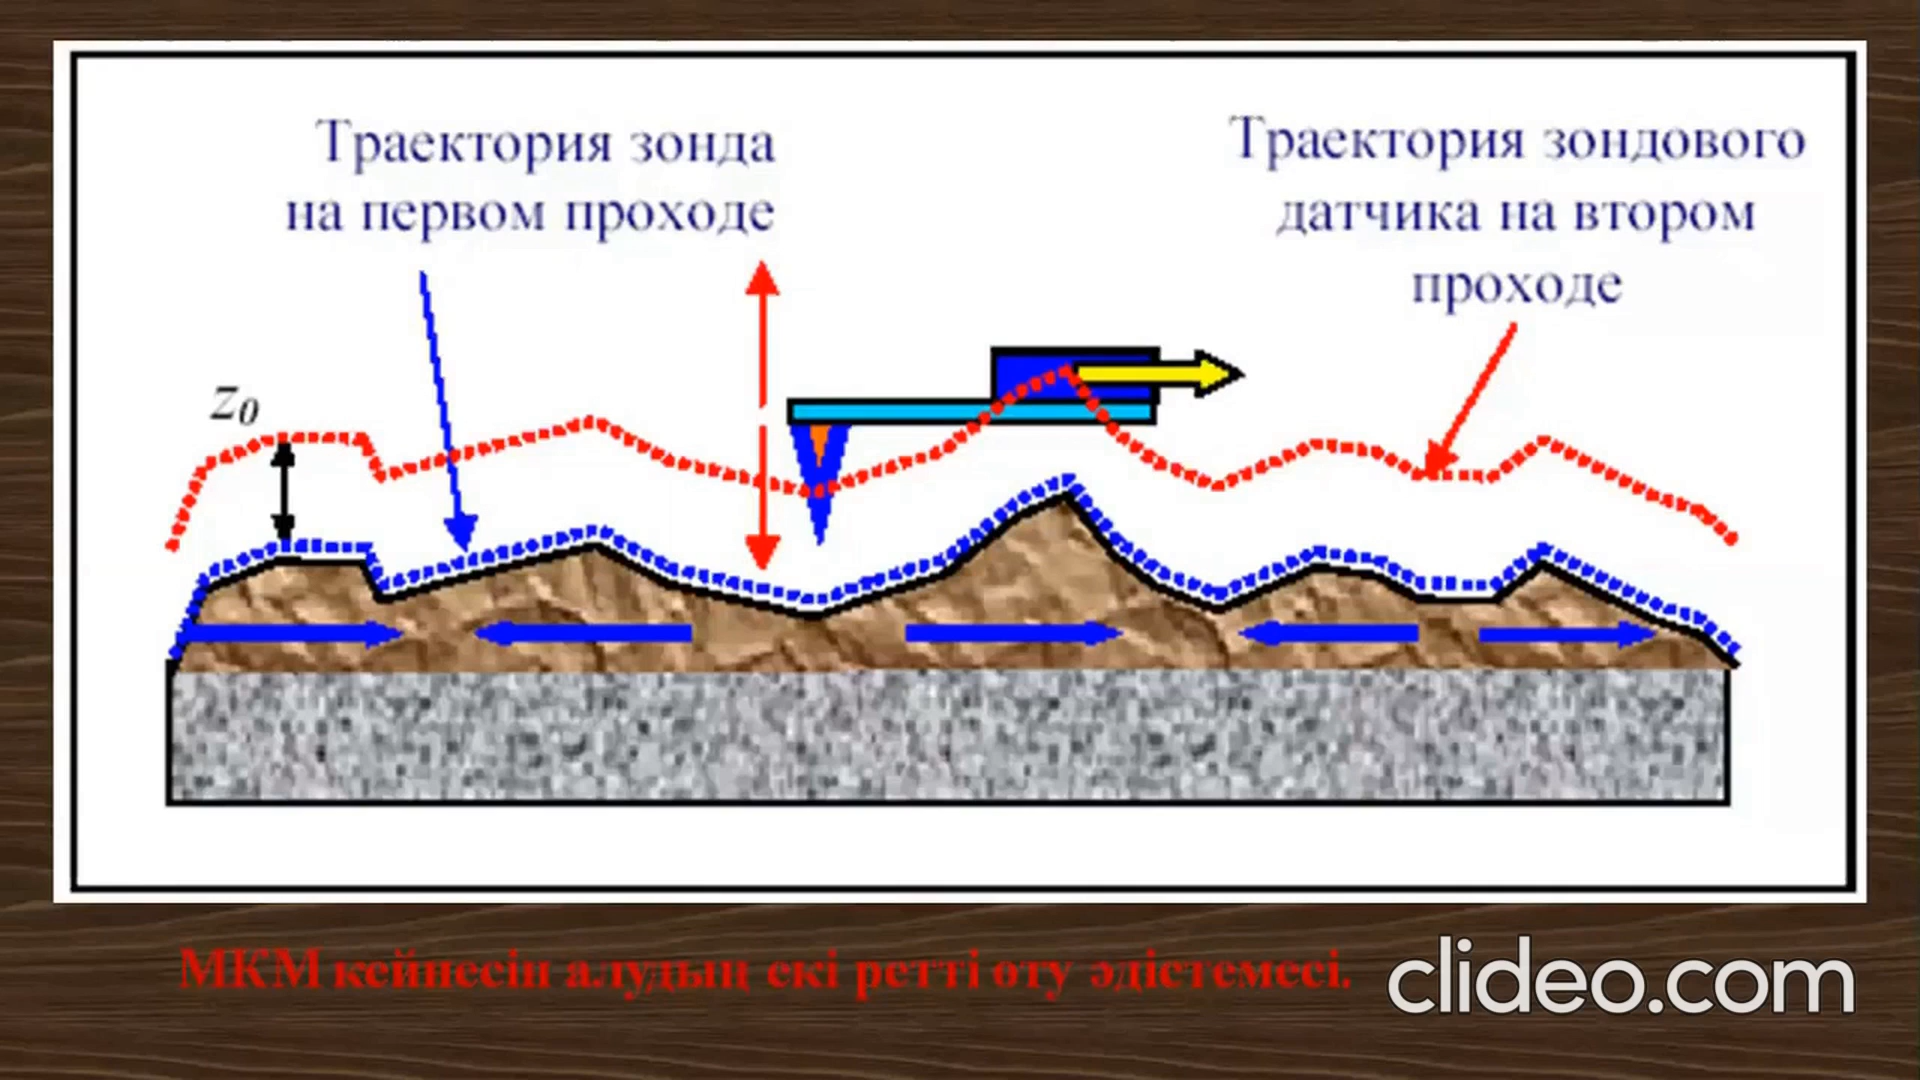 Траектория зонда
на первом проходе
Траектория зондового
датчика на втором
проходе
z0
МКМ кейпесін алудың екі ретті өту әдістемесі.
clideo.com